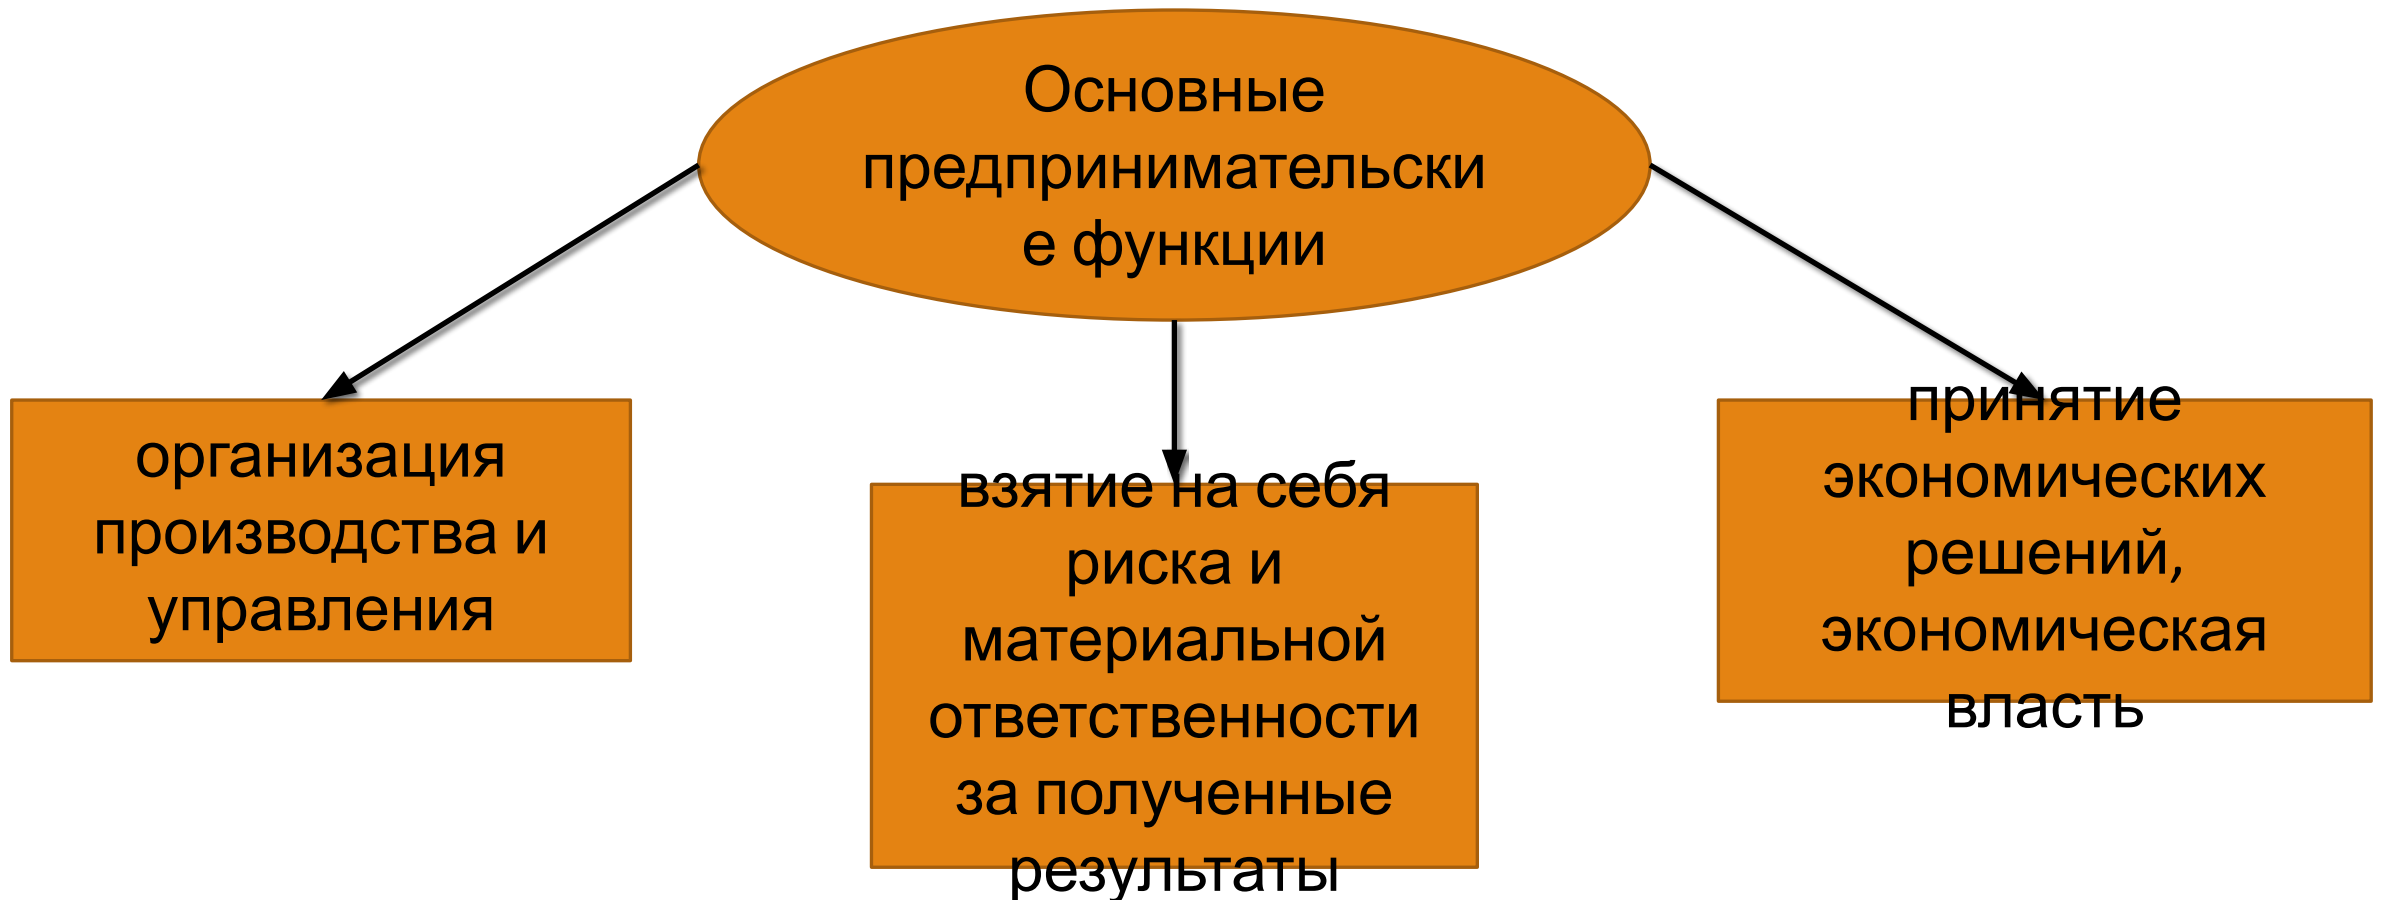 Основные
предпринимательски
е функции
организация
производства и
управления
взятие на себя
риска и
материальной
ответственности
за полученные
результаты
принятие
экономических
решений,
экономическая
власть